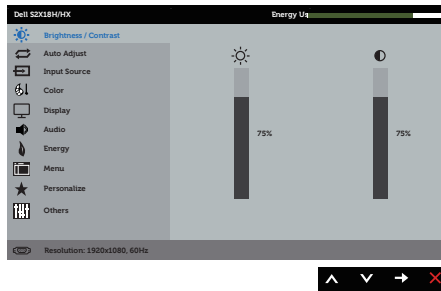 Dell S2X18H/HX
Energy Us
Brightness / Contrast
Auto Adjust
Input Source
Color
Display
Audio
Energy
Menu
Personalize
Others
75%
75%
Resolution: 1920x1080, 60Hz